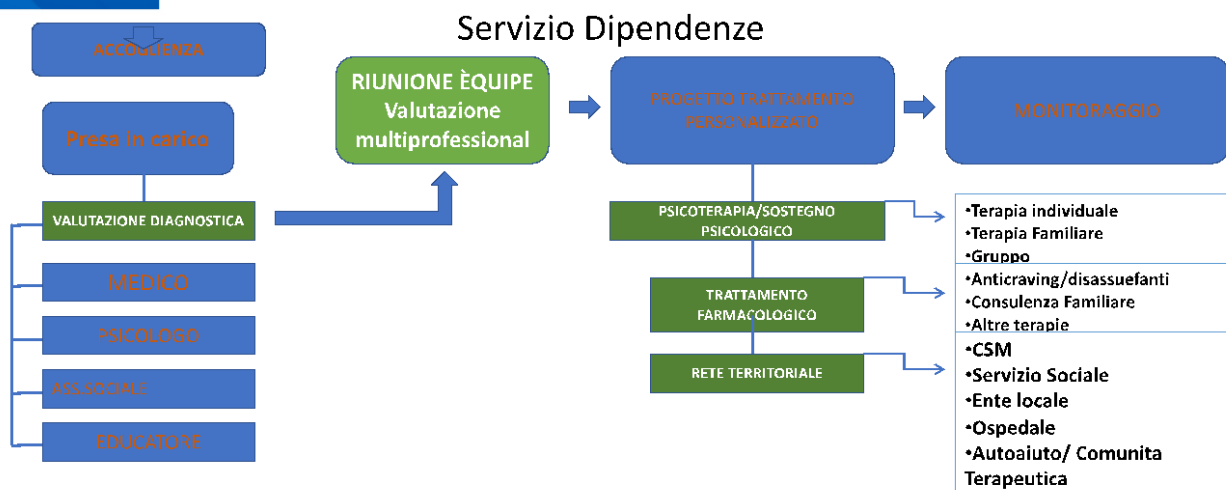 Servizio Dipendenze
ACCOGLIENZA
Presa in carico
VALUTAZIONE DIAGNOSTICA
MEDICO
PSICOLOGO
ASS.SOCIALE
EDUCATORE
RIUNIONE ÈQUIPE
Valutazione
multiprofessional
PROGETTO TRATTAMENTO
PERSONALIZZATO
MONITORAGGIO
PSICOTERAPIA/SOSTEGNO
PSICOLOGICO
•Terapia individuale
•Terapia Familiare
•Gruppo
TRATTAMENTO
FARMACOLOGICO
•Anticraving/disassuefanti
•Consulenza Familiare
•Altre terapie
RETE TERRITORIALE
•CSM
•Servizio Sociale
•Ente locale
•Ospedale
•Autoaiuto/ Comunita
Terapeutica